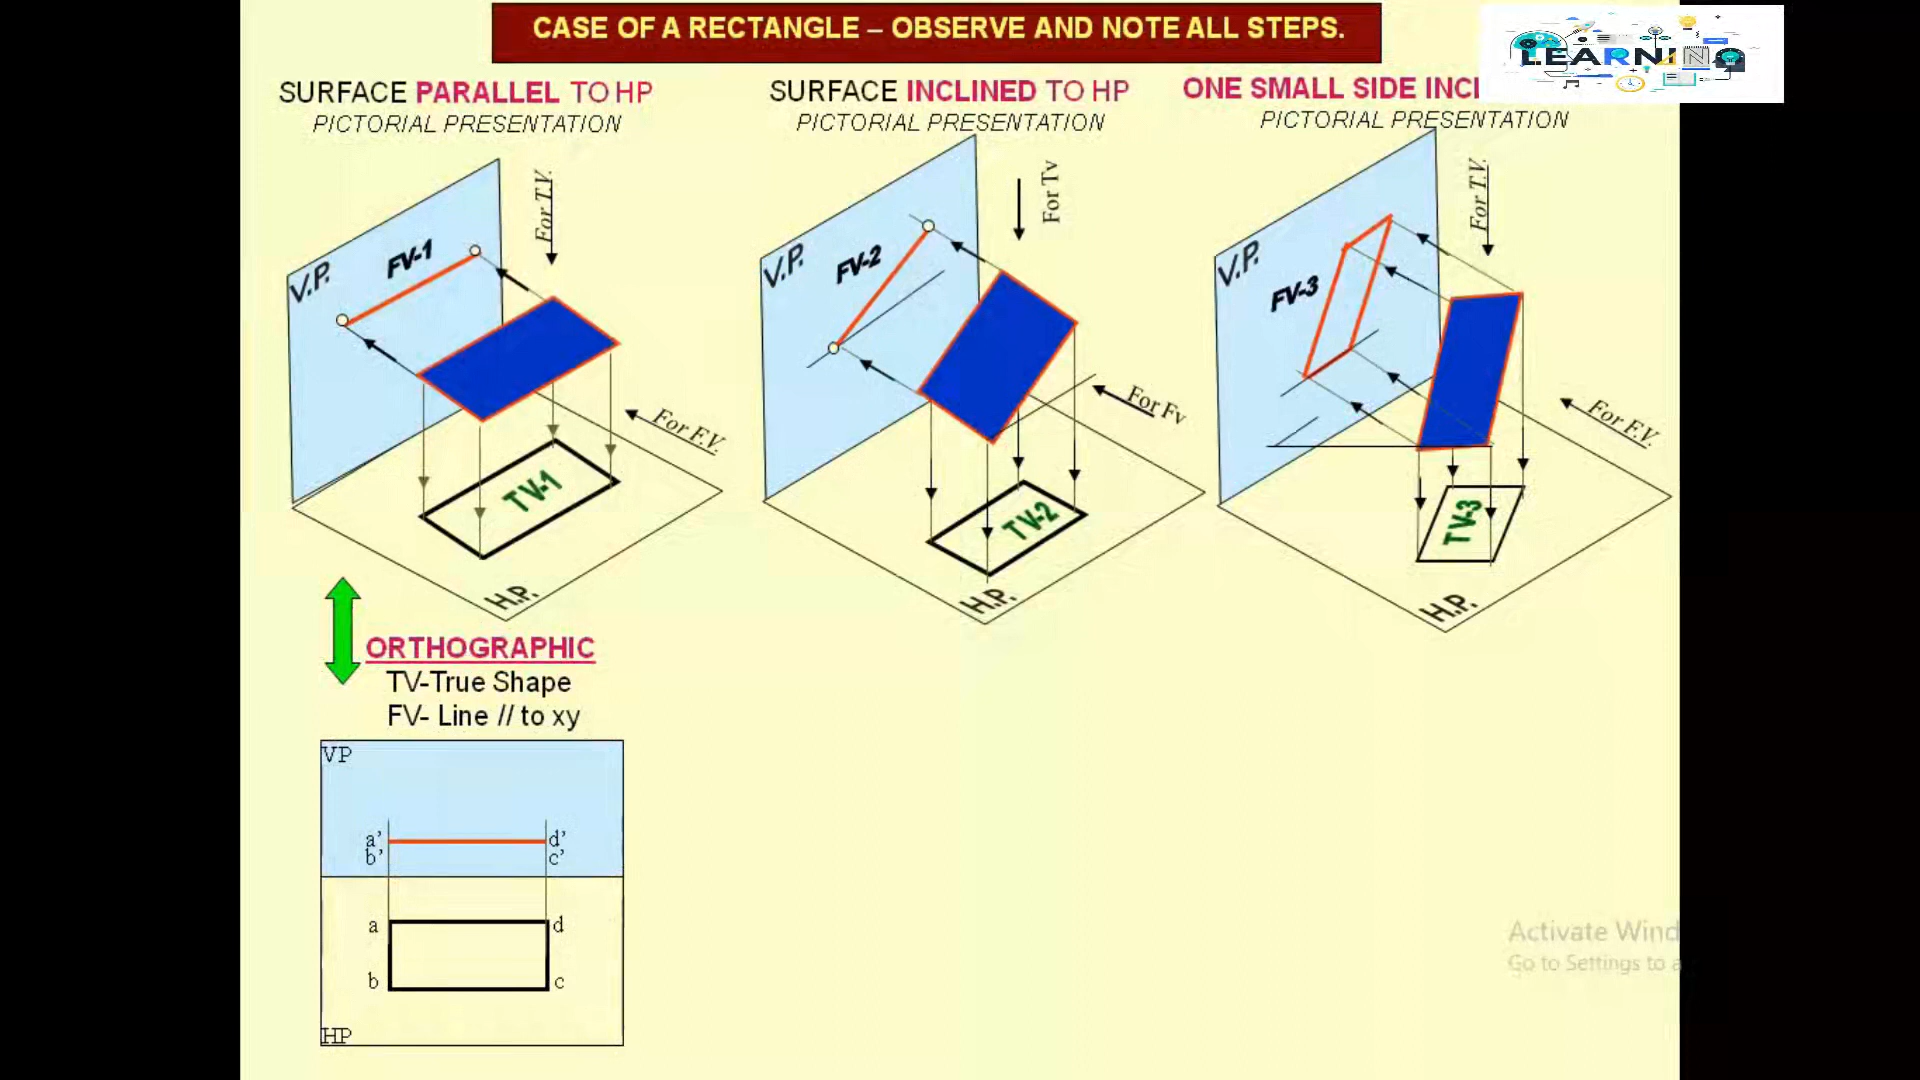 CASE OF A RECTANGLE – OBSERVE AND NOTE ALL STEPS.
LEARNING
SURFACE PARALLEL TO HP
PICTORIAL PRESENTATION
SURFACE INCLINED TO HP
PICTORIAL PRESENTATION
ONE SMALL SIDE INCL
PICTORIAL PRESENTATION
V.P.
FV-1
For T.V.
For F.V.
TV-1
H.P.
V.P.
FV-2
For Tv
For Fv
TV-2
H.P.
V.P.
FV-3
For T.V.
For F.V.
TV-3
H.P.
ORTHOGRAPHIC
TV-True Shape
FV- Line // to xy
VP
a' d'
b' c'
a d
b c
HP
Activate Wind
Go to Settings to a